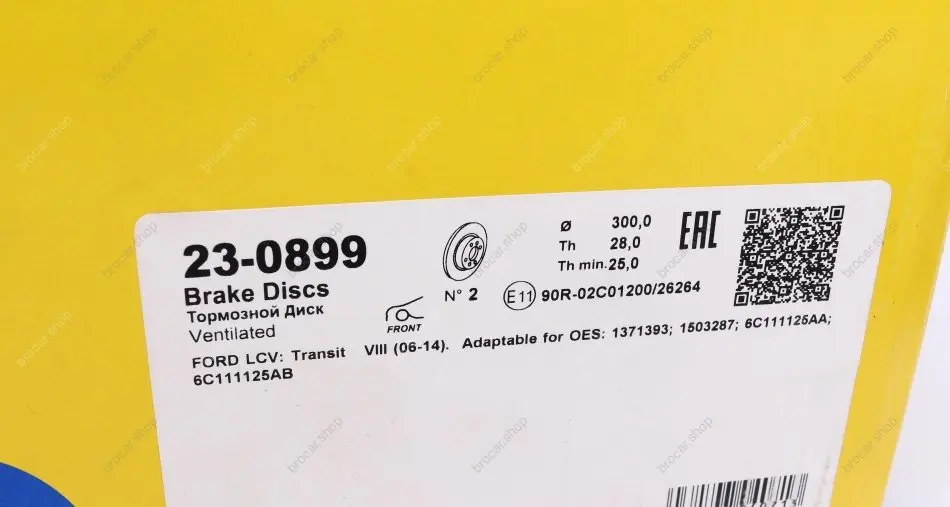 23-0899
Brake Discs
Тормозной Диск
Ventilated
FRONT
N° 2
Ø 300,0
Th 28,0
Th min. 25,0
E11 90R-02C01200/26264
EAC
FORD LCV: Transit VIII (06-14). Adaptable for OES: 1371393; 1503287; 6C111125AA;
6C111125AB
brocar.shop